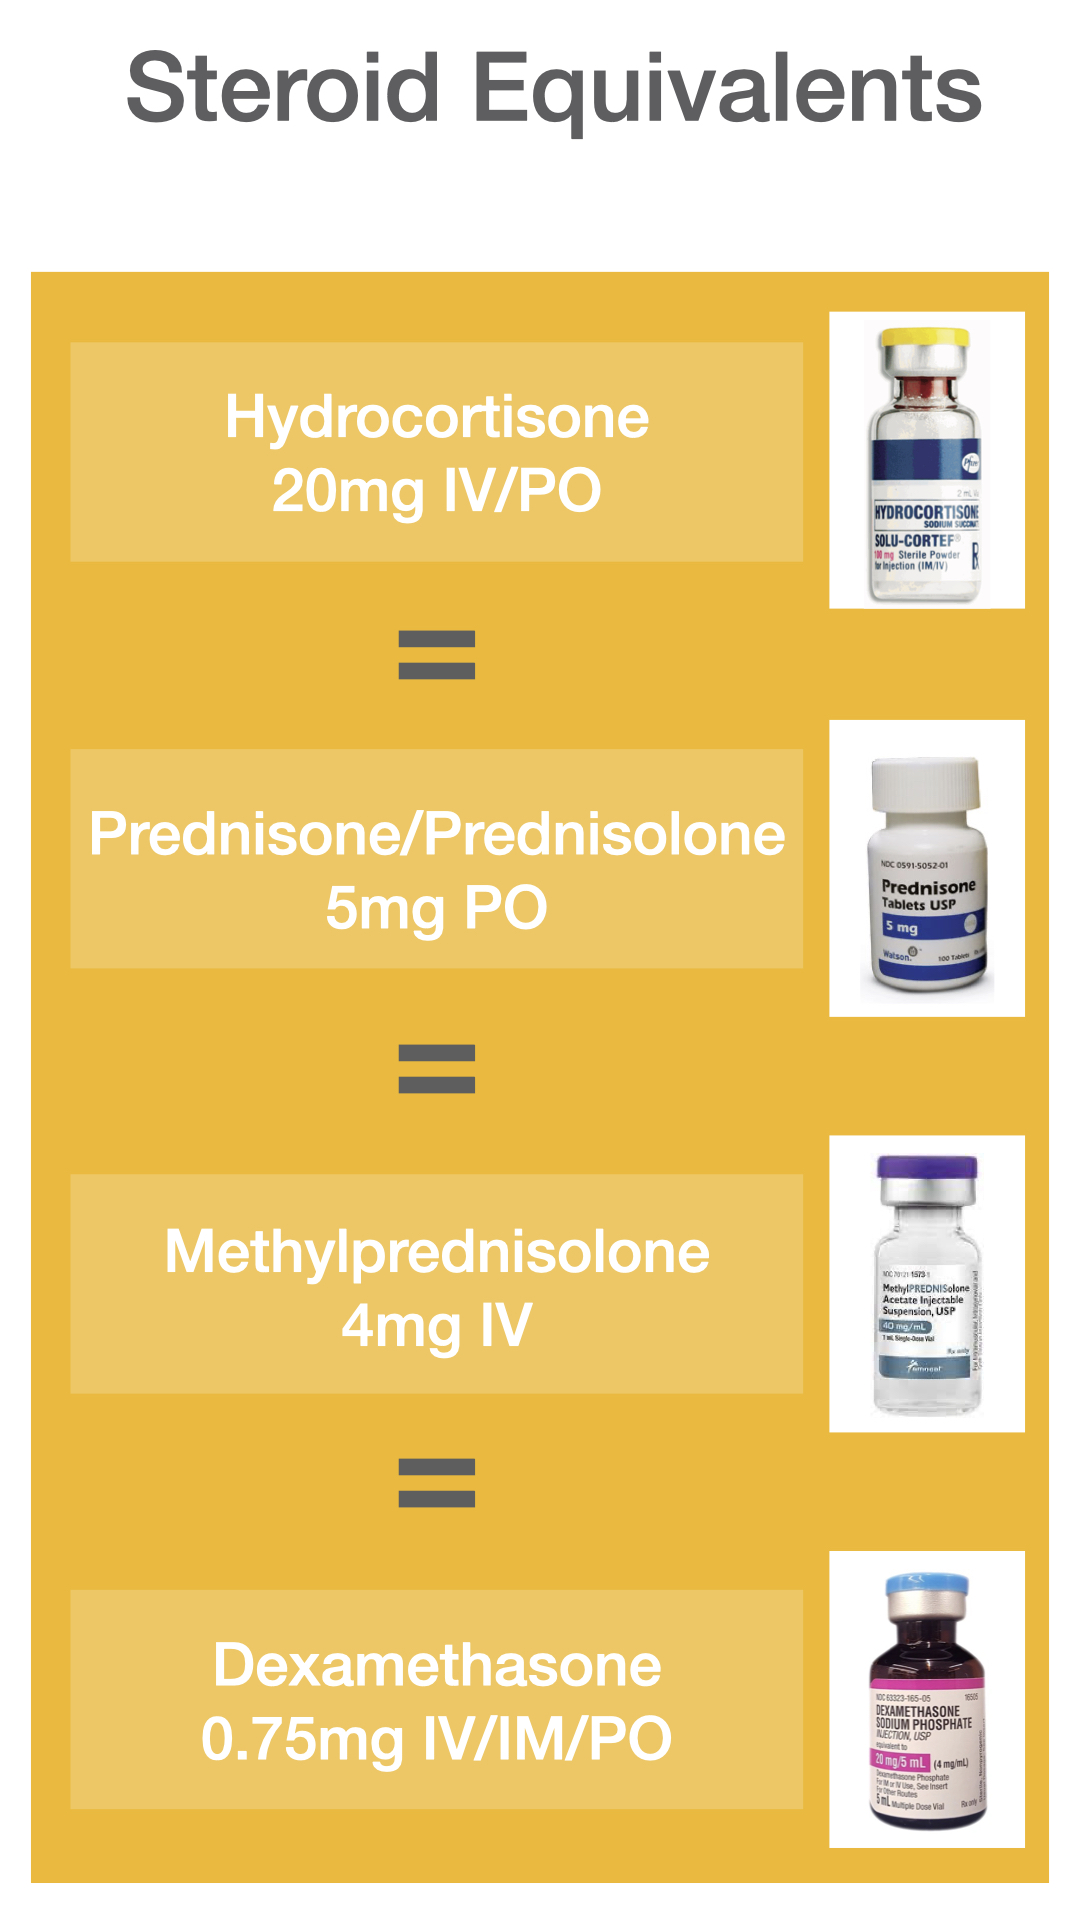 Steroid Equivalents
Hydrocortisone
20mg IV/PO
Pfizer
HYDROCORTISONE
SODIUM SUCCINAT
SOLU-CORTEF®
100 mg Sterile Powder
for Injection (IM/IV)
=
Prednisone/Prednisolone
5mg PO
NDC 0591-5052-01
Prednisone
Tablets USP
5 mg
Watson
100 Tablets
=
Methylprednisolone
4mg IV
NDC 70121-1573-1
MethylPREDNISolone
Acetate Injectable
Suspension, USP
40 mg/mL
1 mL Single-Dose Vial
Rx only
amneal
=
Dexamethasone
0.75mg IV/IM/PO
NDC 63323-165-05
16505
DEXAMETHASONE
SODIUM PHOSPHATE
INJECTION, USP
equivalent to
20 mg/5 mL (4 mg/mL)
Dexamethasone Phosphate
For IM or IV Use, See Insert
For Other Routes
5 mL Multiple Dose Vial
Rx only